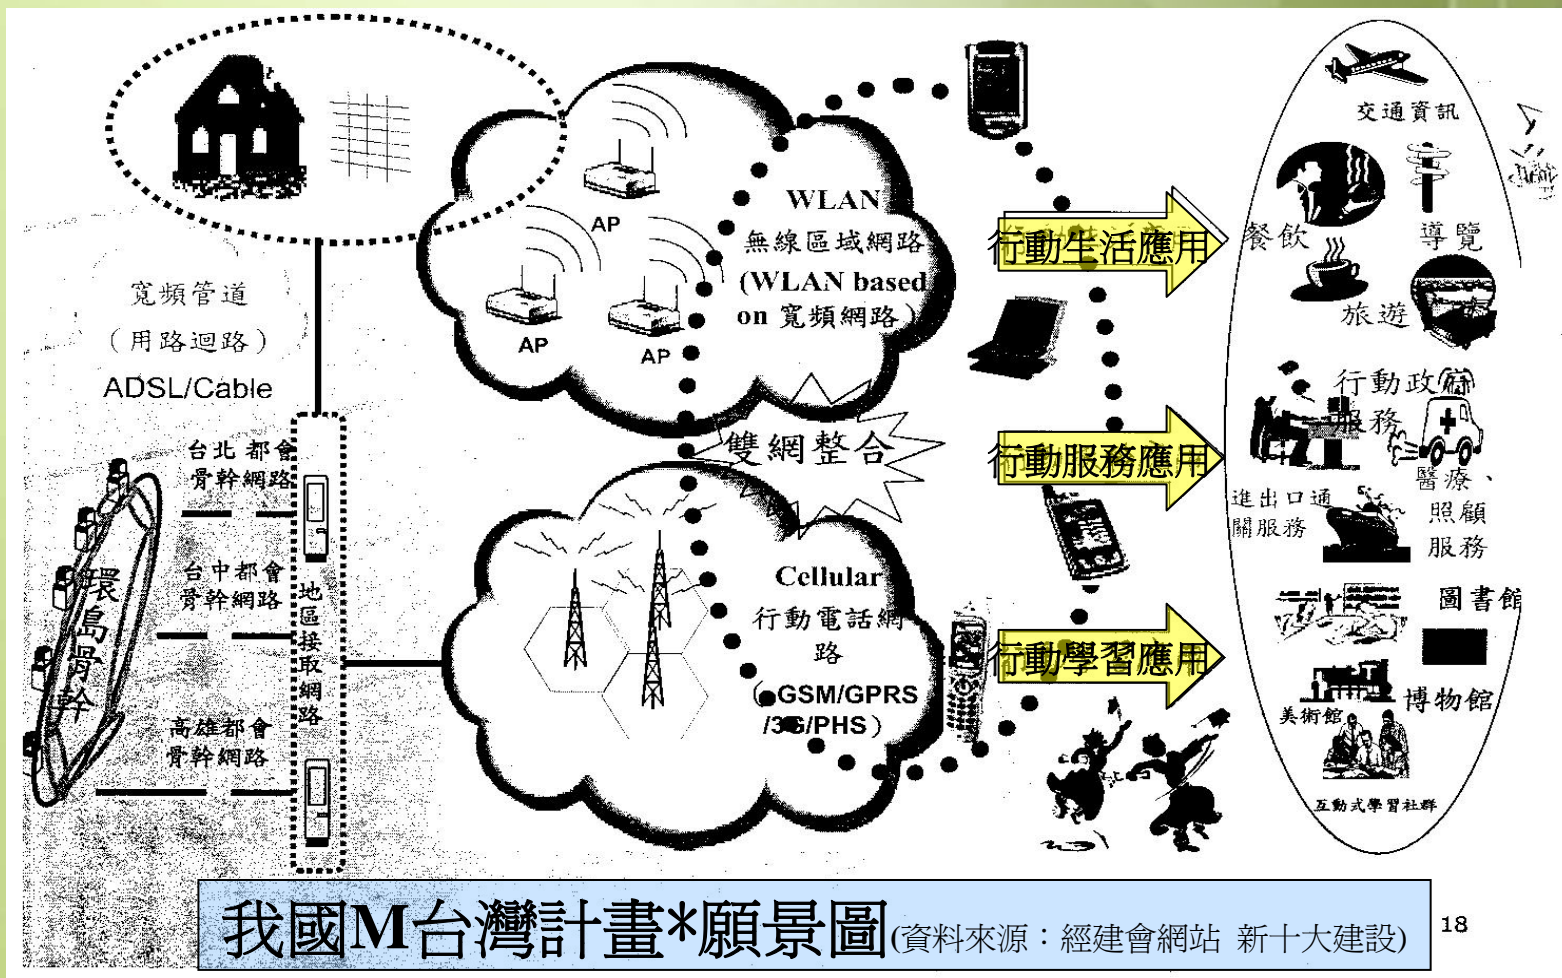 寬頻管道
（用路迴路）
ADSL/Cable
台北 都會
骨幹網路
台中都會
骨幹網路
高雄都會
骨幹網路
環島骨幹
地區接取網路
AP
AP
AP
WLAN
無線區域網路
(WLAN based
on 寬頻網路）
雙網整合
Cellular
行動電話網
路
（GSM/GPRS
/3G/PHS）
行動生活應用
行動服務應用
行動學習應用
交通資訊
餐飲
導覽
旅遊
行動政府
服務
醫療、
照顧
服務
進出口通
關服務
圖書館
博物館
美術館
互動式學習社群
我國M台灣計畫*願景圖(資料來源：經建會網站 新十大建設)
18